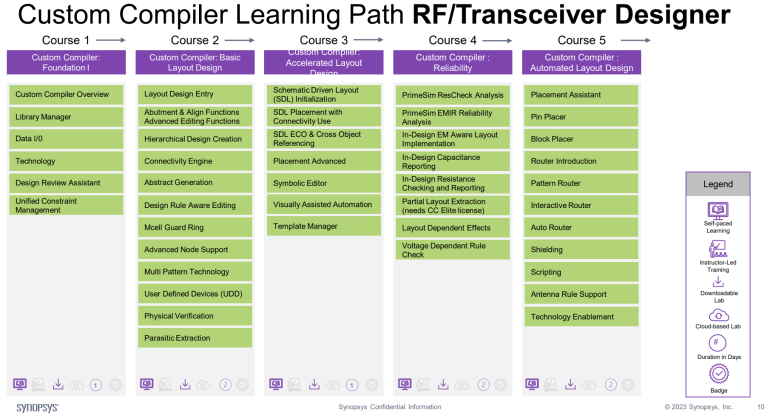 Custom Compiler Learning Path RF/Transceiver Designer
Course 1
Custom Compiler:
Foundation I
Custom Compiler Overview
Library Manager
Data I/0
Technology
Design Review Assistant
Unified Constraint
Management
1
Course 2
Custom Compiler: Basic
Layout Design
Layout Design Entry
Abutment & Align Functions
Advanced Editing Functions
Hierarchical Design Creation
Connectivity Engine
Abstract Generation
Design Rule Aware Editing
Mcell Guard Ring
Advanced Node Support
Multi Pattern Technology
User Defined Devices (UDD)
Physical Verification
Parasitic Extraction
2
Course 3
Custom Compiler:
Accelerated Layout
Design
Schematic Driven Layout
(SDL) Initialization
SDL Placement with
Connectivity Use
SDL ECO & Cross Object
Referencing
Placement Advanced
Symbolic Editor
Visually Assisted Automation
Template Manager
1
Course 4
Custom Compiler :
Reliability
PrimeSim ResCheck Analysis
PrimeSim EMIR Reliability
Analysis
In-Design EM Aware Layout
Implementation
In-Design Capacitance
Reporting
In-Design Resistance
Checking and Reporting
Partial Layout Extraction
(needs CC Elite license)
Layout Dependent Effects
Voltage Dependent Rule
Check
2
Course 5
Custom Compiler :
Automated Layout Design
Placement Assistant
Pin Placer
Block Placer
Router Introduction
Pattern Router
Interactive Router
Auto Router
Shielding
Scripting
Antenna Rule Support
Technology Enablement
2
Legend
Self-paced
Learning
Instructor-Led
Training
Downloadable
Lab
Cloud-based Lab
#
Duration in Days
Badge
SYNOPSYS®
Synopsys Confidential Information
© 2023 Synopsys, Inc.
10